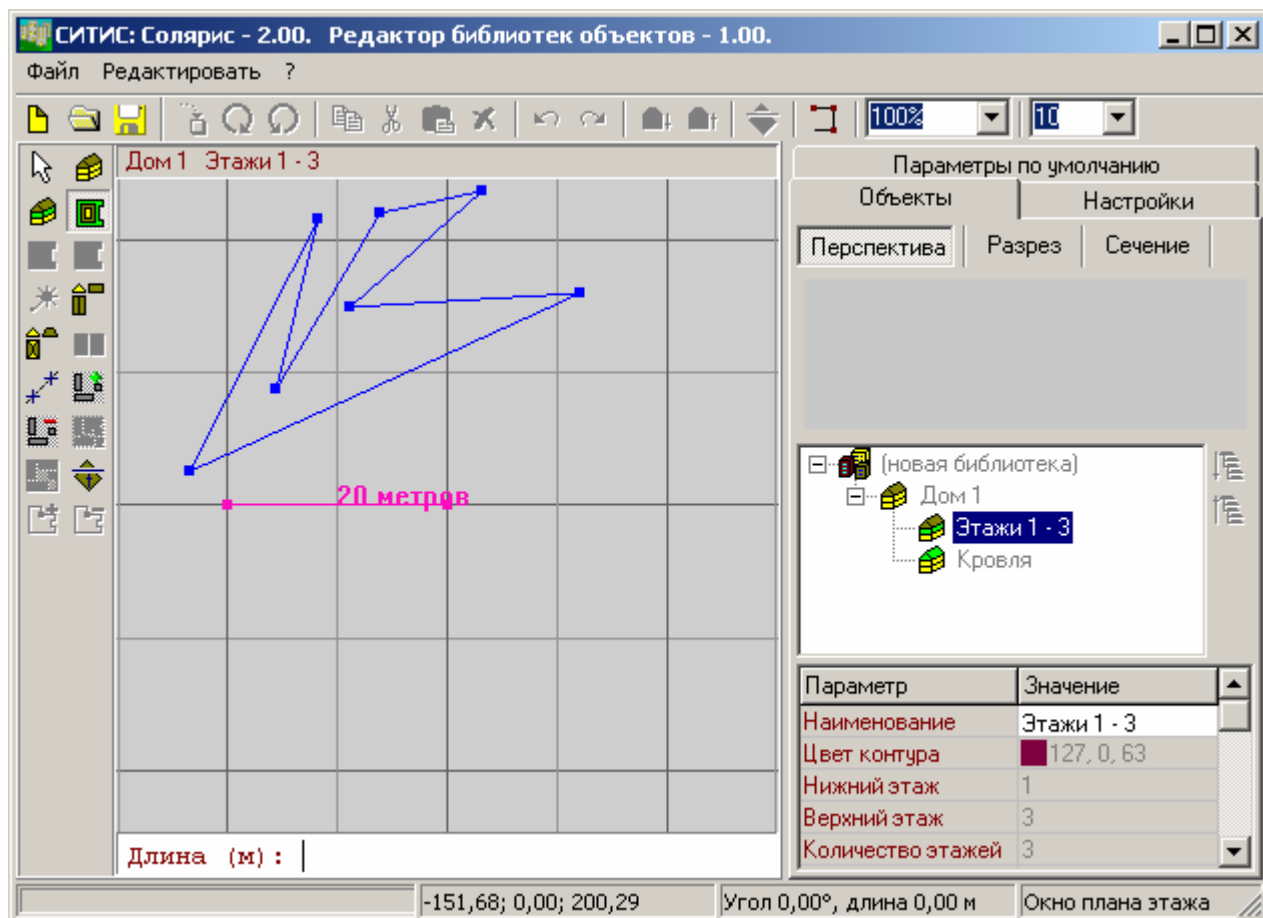 СИТИС: Солярис - 2.00. Редактор библиотек объектов - 1.00.
Файл Редактировать ?
100% 10
Дом 1 Этажи 1 - 3
Параметры по умолчанию
Объекты Настройки
Перспектива Разрез Сечение
20 метров
(новая библиотека)
Дом 1
Этажи 1 - 3
Кровля
Параметр Значение
Наименование Этажи 1 - 3
Цвет контура 127, 0, 63
Нижний этаж 1
Верхний этаж 3
Количество этажей 3
Длина (м):
-151,68; 0,00; 200,29 Угол 0,00°, длина 0,00 м Окно плана этажа